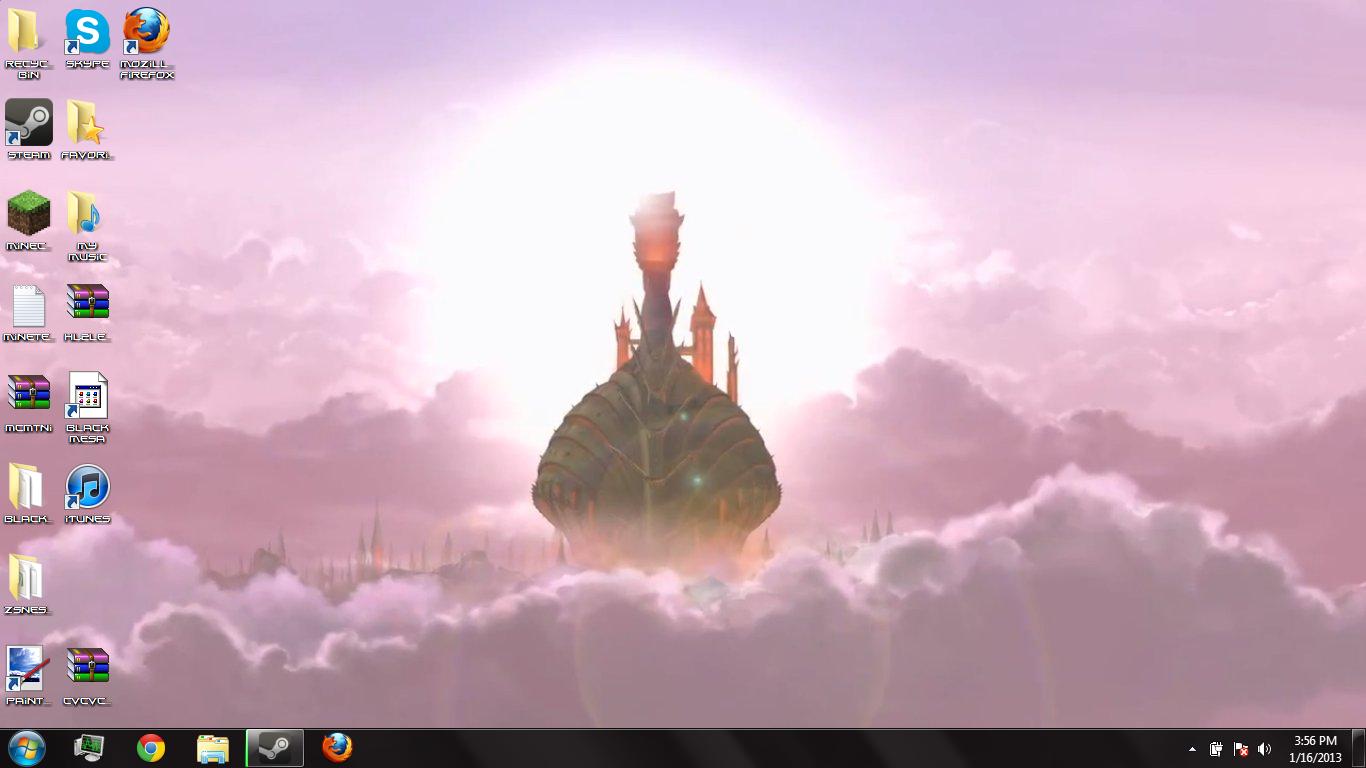 RECYC...
BIN
SKYPE
MOZILL...
FIREFOX
STEAM
FAVORI...
MINEC...
MY
MUSIC
MINETE...
HL2LE...
MCMTNI
BLACK
MESA
BLACK...
ITUNES
ZSNES...
PAINT....
CVCVC...
3:56 PM
1/16/2013